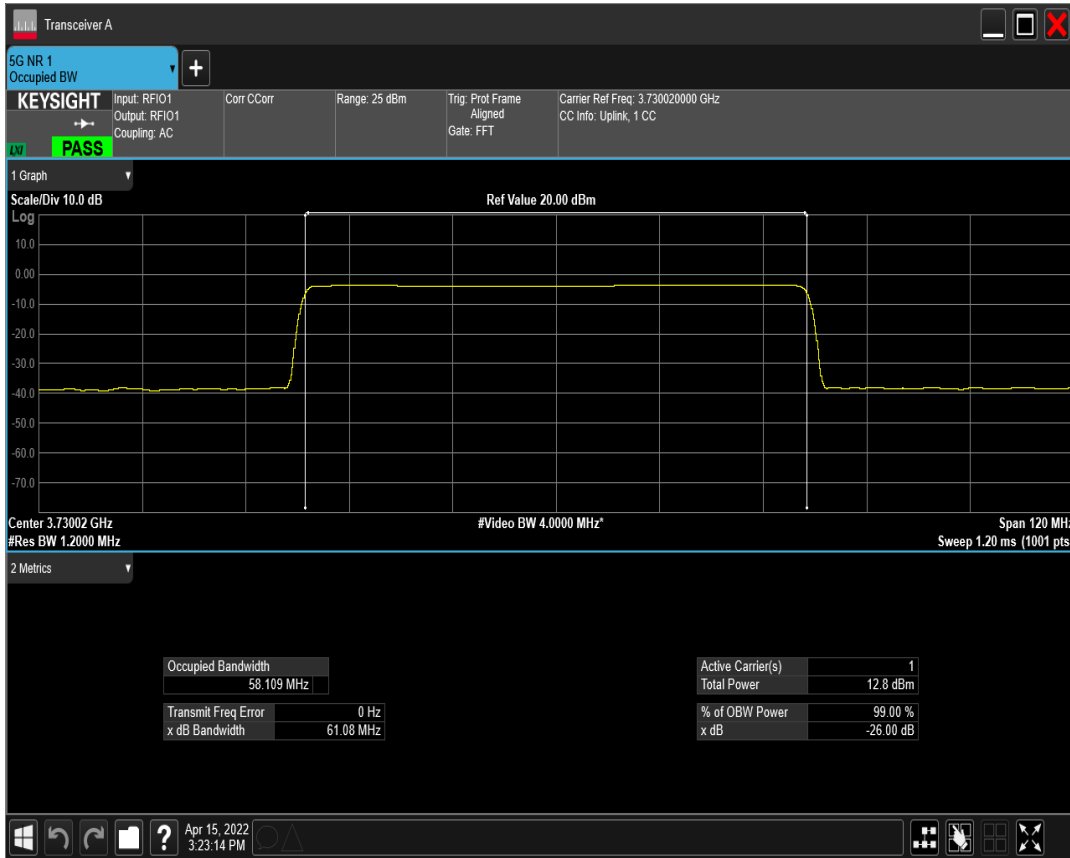 Transceiver A
5G NR 1
Occupied BW
+
KEYSIGHT
Input: RFIO1
Output: RFIO1
Coupling: AC
Corr CCorr
Range: 25 dBm
Trig: Prot Frame
Aligned
Gate: FFT
Carrier Ref Freq: 3.730020000 GHz
CC Info: Uplink, 1 CC
LXI
PASS
1 Graph
Scale/Div 10.0 dB
Ref Value 20.00 dBm
Log
10.0
0.00
-10.0
-20.0
-30.0
-40.0
-50.0
-60.0
-70.0
Center 3.73002 GHz
#Video BW 4.0000 MHz*
Span 120 MHz
#Res BW 1.2000 MHz
Sweep 1.20 ms (1001 pts
2 Metrics
Occupied Bandwidth
58.109 MHz
Transmit Freq Error 0 Hz
x dB Bandwidth 61.08 MHz
Active Carrier(s) 1
Total Power 12.8 dBm
% of OBW Power 99.00 %
x dB -26.00 dB
?
Apr 15, 2022
3:23:14 PM